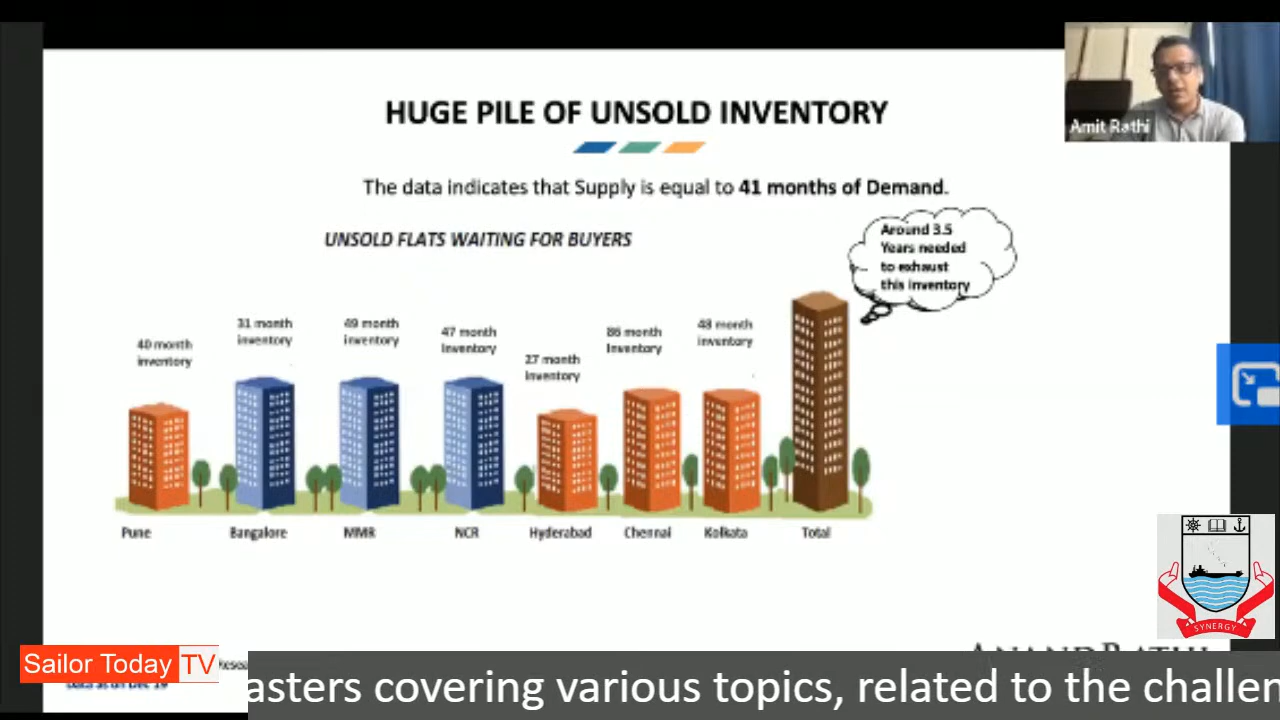 HUGE PILE OF UNSOLD INVENTORY
Amit Rathi
The data indicates that Supply is equal to 41 months of Demand.
UNSOLD FLATS WAITING FOR BUYERS
Around 3.5
Years needed
to exhaust
this inventory
40 month
inventory
31 month
inventory
49 month
inventory
47 month
Inventory
27 month
Inventory
86 month
Inventory
48 month
inventory
Pune
Bangalore
MMR
NCR
Hyderabad
Chennai
Kolkata
Total
SYNERGY
ANAND RATHI
Sailor Today TV
asters covering various topics, related to the challen